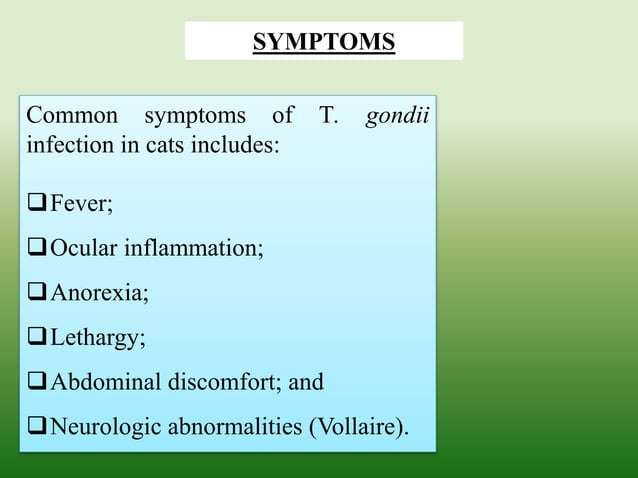 SYMPTOMS
Common symptoms of T. gondii
infection in cats includes:
❑Fever;
❑Ocular inflammation;
❑Anorexia;
❑Lethargy;
❑Abdominal discomfort; and
❑Neurologic abnormalities (Vollaire).